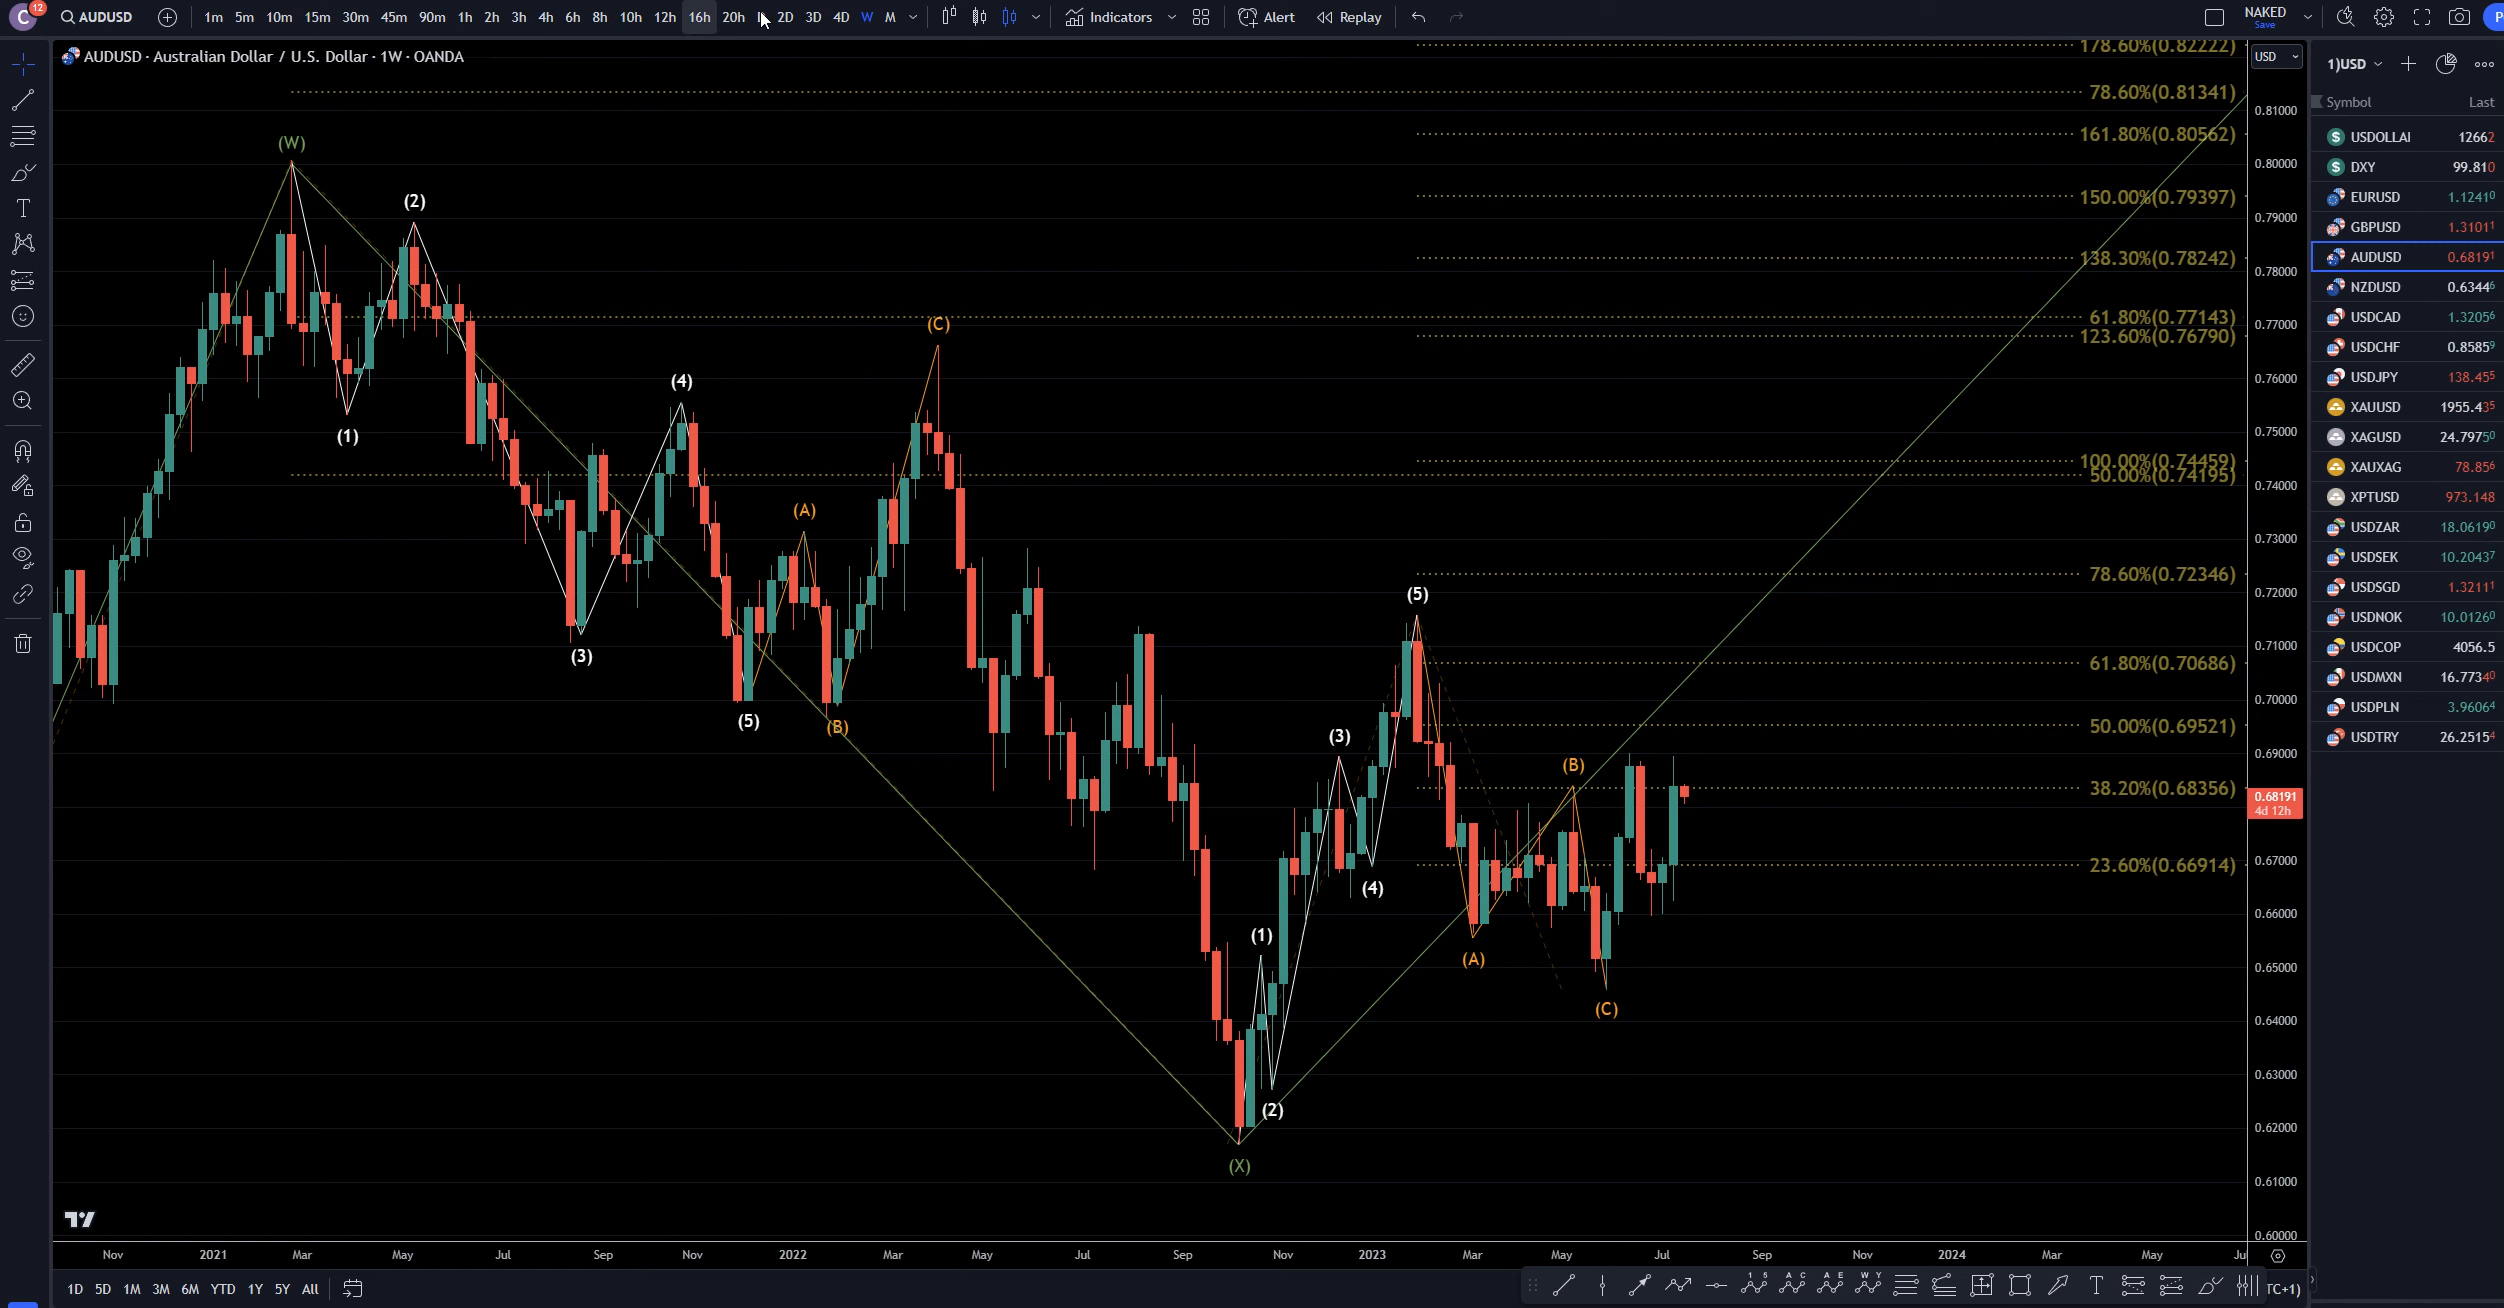 C 12 AUDUSD 1m 5m 10m 15m 30m 45m 90m 1h 2h 3h 4h 6h 8h 10h 12h 16h 20h 2D 3D 4D W M Indicators Alert Replay NAKED
Save
AUDUSD · Australian Dollar / U.S. Dollar · 1W · OANDA
USD
1)USD
Symbol Last
USDOLLAI 12662
DXY 99.810
EURUSD 1.12410
GBPUSD 1.31011
AUDUSD 0.68191
NZDUSD 0.63446
USDCAD 1.32056
USDCHF 0.85859
USDJPY 138.455
XAUUSD 1955.435
XAGUSD 24.79750
XAUXAG 78.856
XPTUSD 973.148
USDZAR 18.06190
USDSEK 10.20437
USDSGD 1.32111
USDNOK 10.01260
USDCOP 4056.5
USDMXN 16.77340
USDPLN 3.96064
USDTRY 26.25154
178.60%(0.82222)
78.60%(0.81341)
161.80%(0.80562)
150.00%(0.79397)
138.30%(0.78242)
61.80%(0.77143)
123.60%(0.76790)
100.00%(0.74459)
50.00%(0.74195)
78.60%(0.72346)
61.80%(0.70686)
50.00%(0.69521)
38.20%(0.68356)
23.60%(0.66914)
0.81000
0.80000
0.79000
0.78000
0.77000
0.76000
0.75000
0.74000
0.73000
0.72000
0.71000
0.70000
0.69000
0.68191
4d 12h
0.67000
0.66000
0.65000
0.64000
0.63000
0.62000
0.61000
0.60000
(W)
(2)
(1)
(C)
(4)
(3)
(A)
(5)
(B)
(5)
(3)
(4)
(1)
(2)
(X)
(B)
(A)
(C)
Nov 2021 Mar May Jul Sep Nov 2022 Mar May Jul Sep Nov 2023 Mar May Jul Sep Nov 2024 Mar May Jul
1D 5D 1M 3M 6M YTD 1Y 5Y All
TC+1)